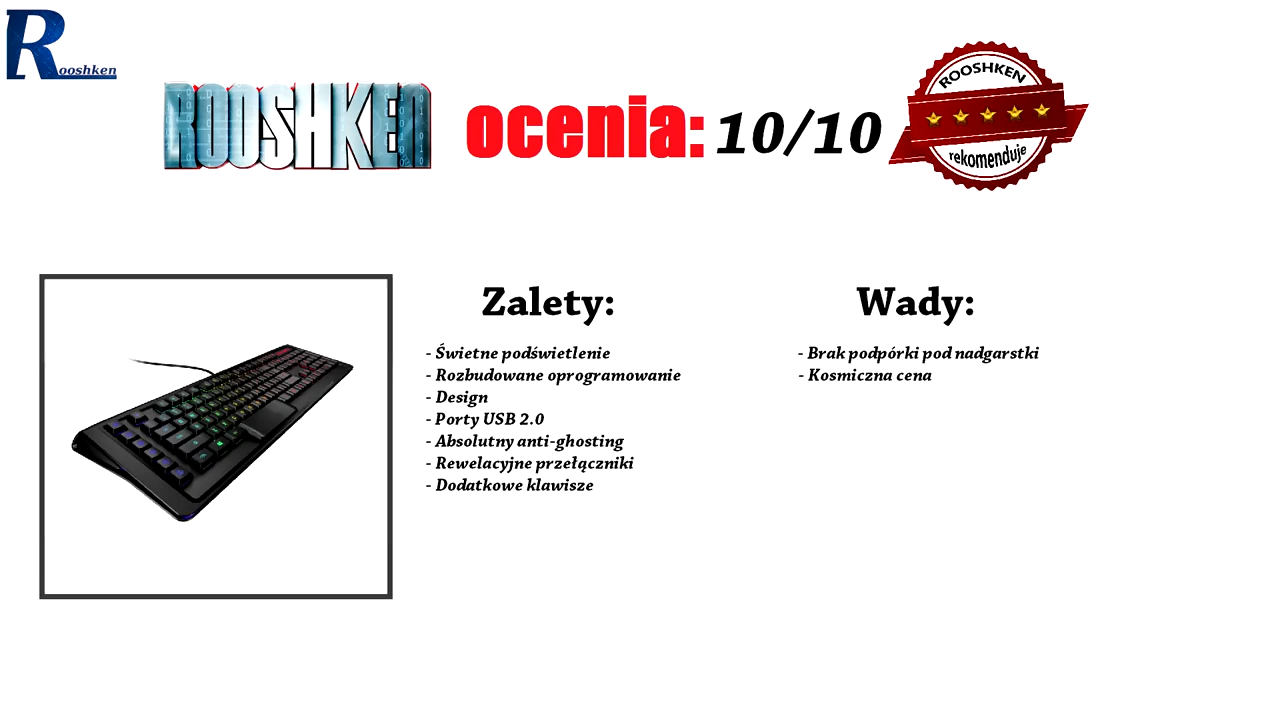 Rooshken
ROOSHKEN ocenia: 10/10
ROOSHKEN
rekomenduje
Zalety:
- Świetne podświetlenie
- Rozbudowane oprogramowanie
- Design
- Porty USB 2.0
- Absolutny anti-ghosting
- Rewelacyjne przełączniki
- Dodatkowe klawisze
Wady:
- Brak podpórki pod nadgarstki
- Kosmiczna cena